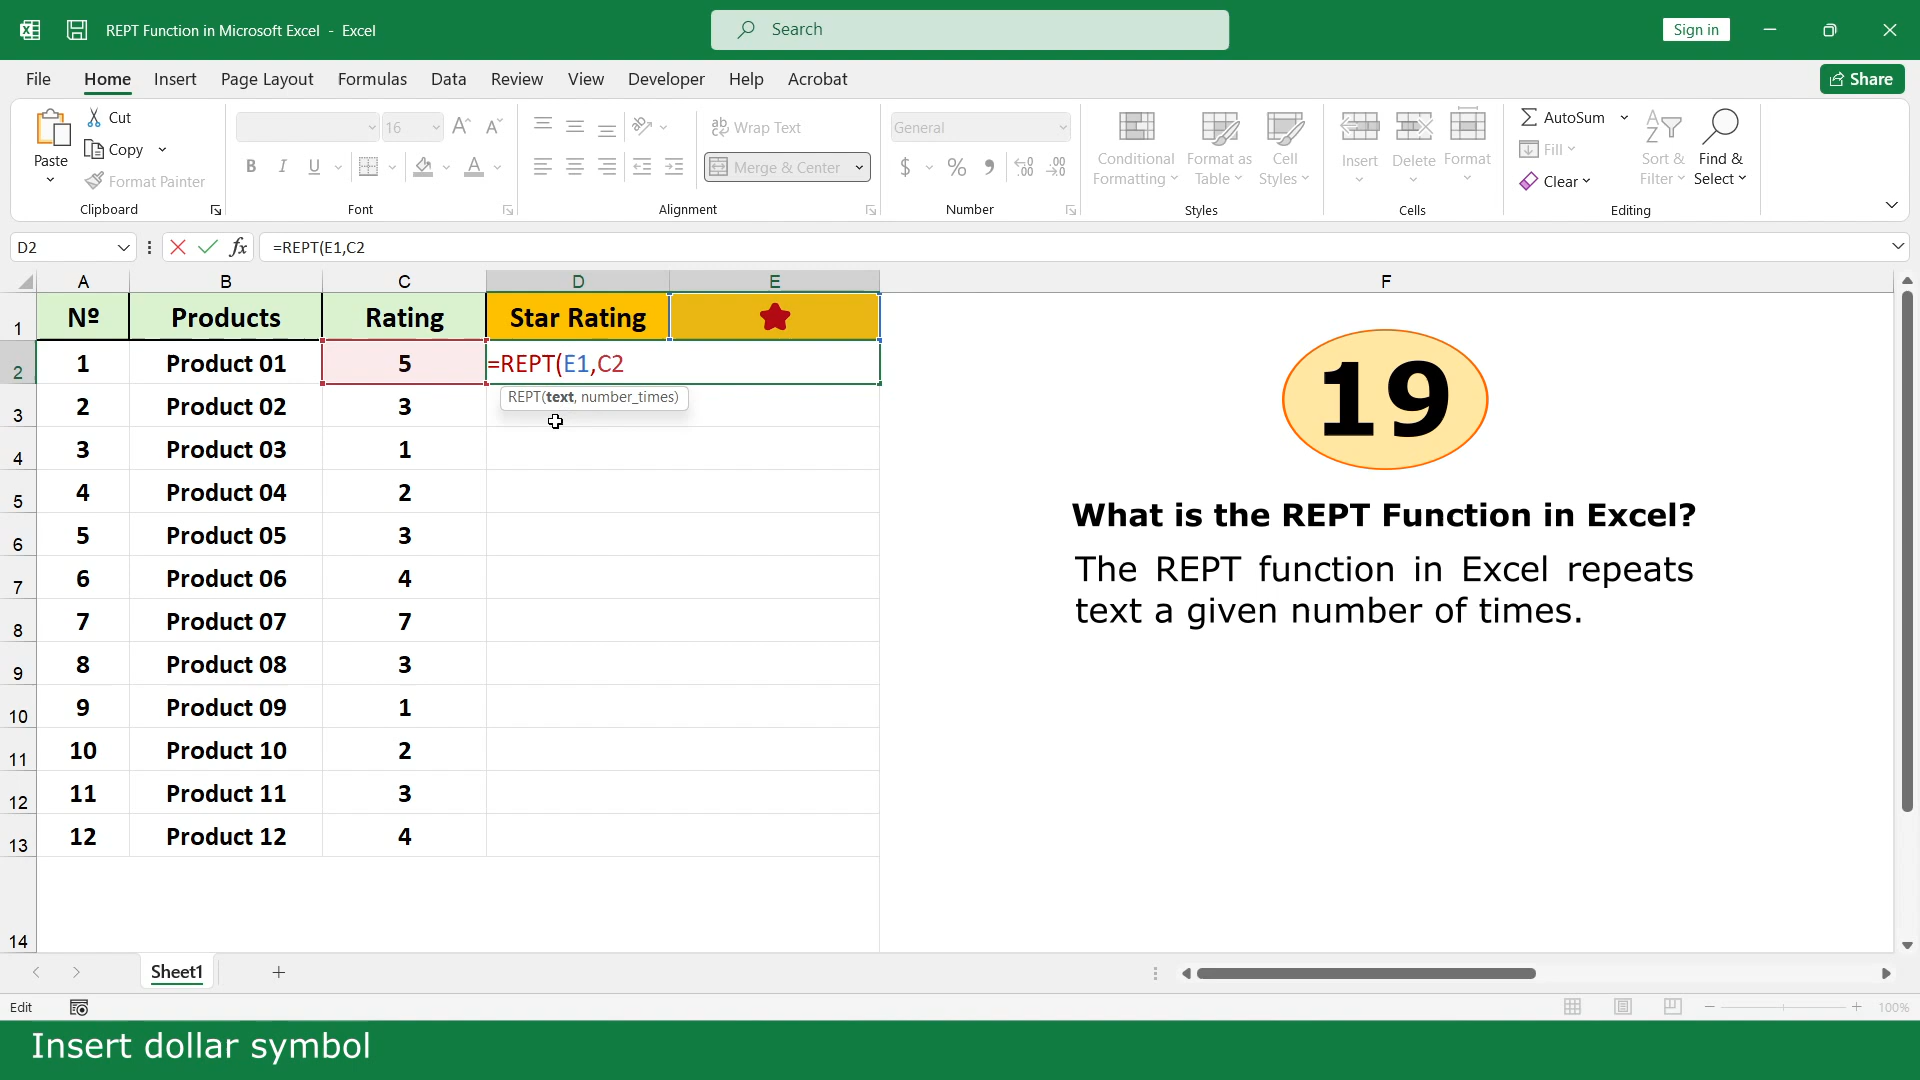 REPT Function in Microsoft Excel - Excel
Search
Sign in
File Home Insert Page Layout Formulas Data Review View Developer Help Acrobat
Share
Paste
Cut
Copy
Format Painter
Clipboard
16
B I U
Font
Wrap Text
Merge & Center
Alignment
General
$ % 9
Number
Conditional Formatting
Format as Table
Cell Styles
Styles
Insert
Delete
Format
Cells
AutoSum
Fill
Clear
Sort & Filter
Find & Select
Editing
D2
fx
=REPT(E1,C2
A B C D E F
1 Nº Products Rating Star Rating
2 1 Product 01 5 =REPT(E1,C2
REPT(text, number_times)
3 2 Product 02 3
4 3 Product 03 1
5 4 Product 04 2
6 5 Product 05 3
7 6 Product 06 4
8 7 Product 07 7
9 8 Product 08 3
10 9 Product 09 1
11 10 Product 10 2
12 11 Product 11 3
13 12 Product 12 4
14
19
What is the REPT Function in Excel?
The REPT function in Excel repeats
text a given number of times.
Sheet1
Edit
100%
Insert dollar symbol